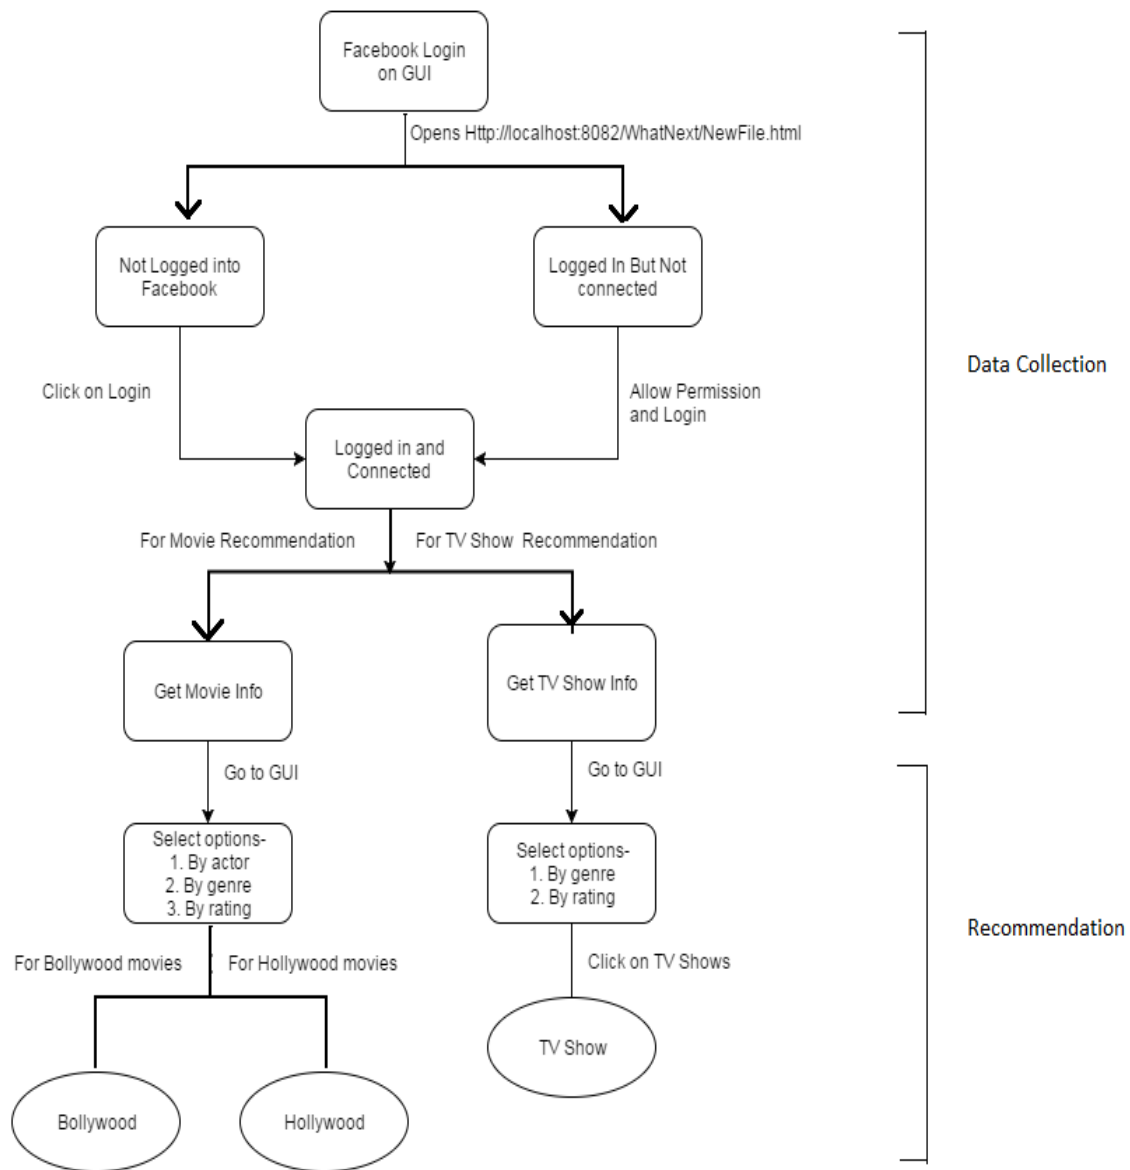 Facebook Login
on GUI
Opens Http://localhost:8082/WhatNext/NewFile.html
Not Logged into
Facebook
Logged In But Not
connected
Data Collection
Click on Login
Allow Permission
and Login
Logged in and
Connected
For Movie Recommendation
For TV Show Recommendation
Get Movie Info
Get TV Show Info
Go to GUI
Go to GUI
Select options-
1. By actor
2. By genre
3. By rating
Select options-
1. By genre
2. By rating
Recommendation
For Bollywood movies
For Hollywood movies
Click on TV Shows
TV Show
Bollywood
Hollywood